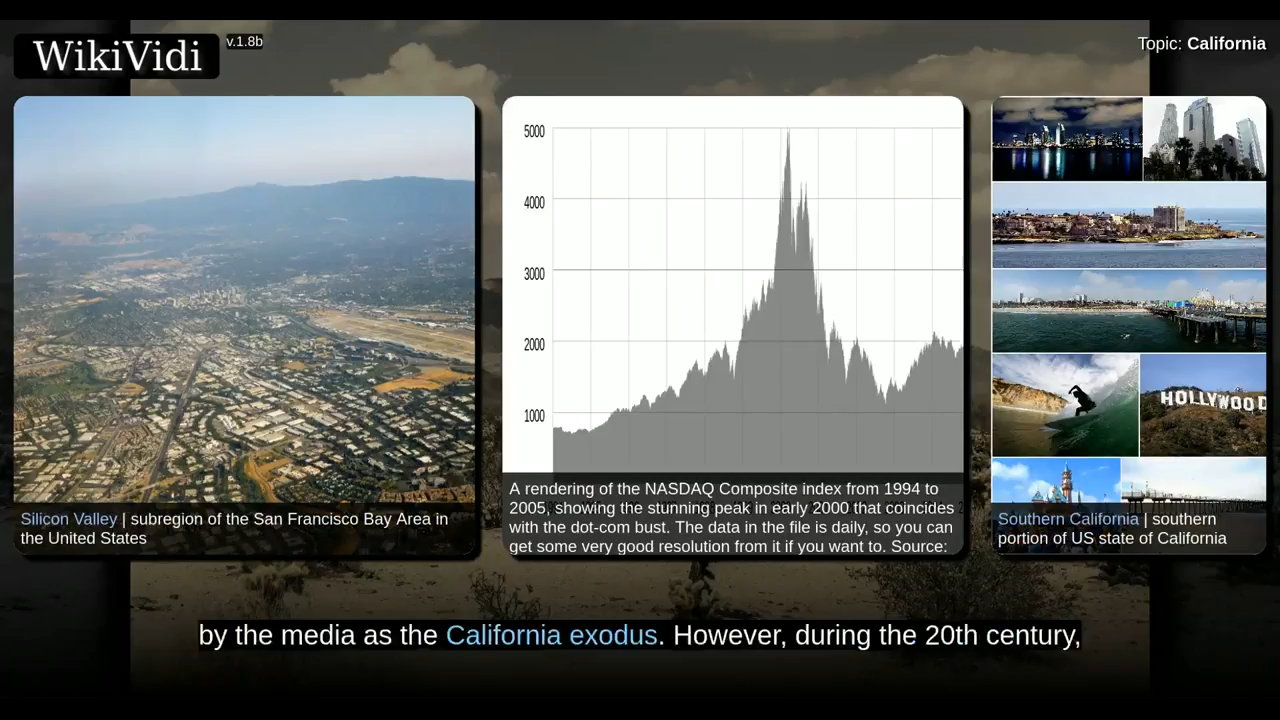 WikiVidi
v.1.8b
Topic: California
5000
4000
3000
2000
1000
Silicon Valley | subregion of the San Francisco Bay Area in
the United States
A rendering of the NASDAQ Composite index from 1994 to
2005, showing the stunning peak in early 2000 that coincides
with the dot-com bust. The data in the file is daily, so you can
get some very good resolution from it if you want to. Source:
HOLLYWOOD
Southern California | southern
portion of US state of California
by the media as the California exodus. However, during the 20th century,